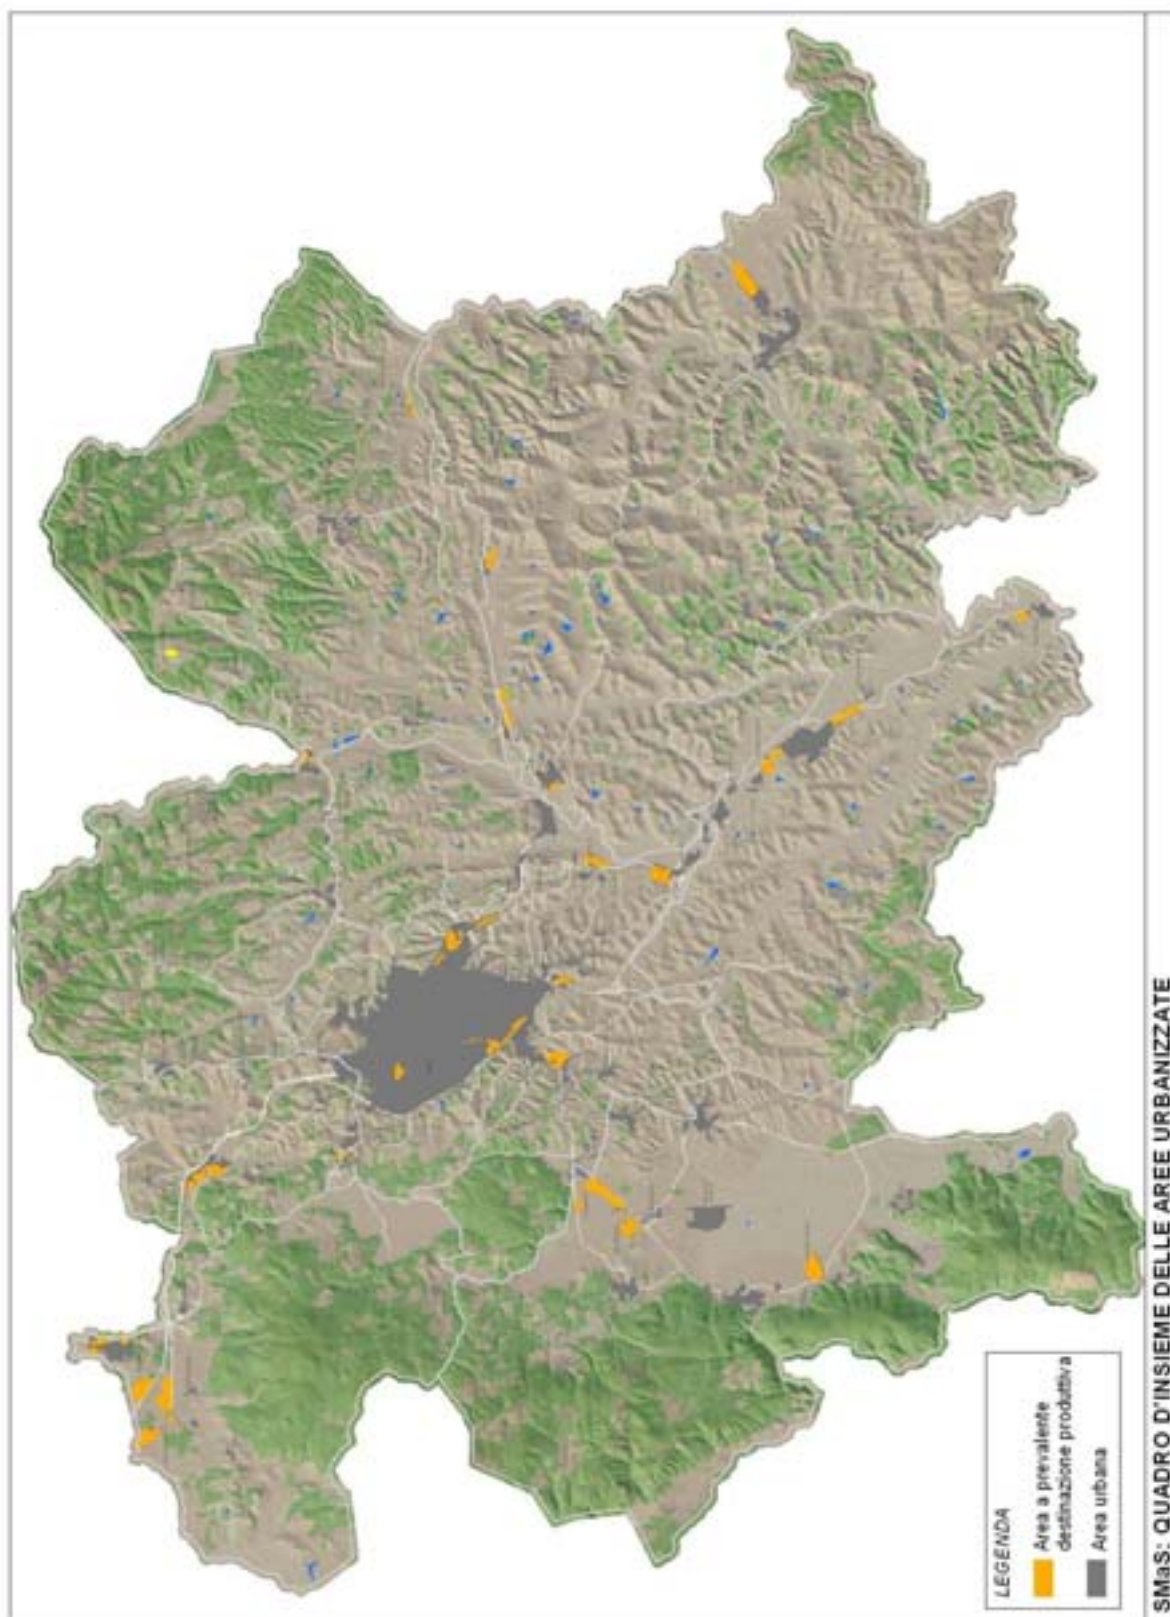 LEGENDA
Area a prevalente
destinazione produttiva
Area urbana
SMaS: QUADRO D'INSIEME DELLE AREE URBANIZZATE